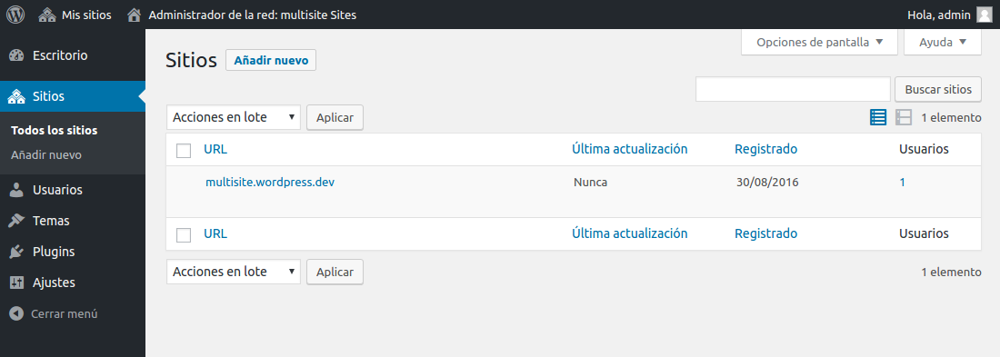 Mis sitios Administrador de la red: multisite Sites Hola, admin
Opciones de pantalla Ayuda
Escritorio
Sitios
Todos los sitios
Añadir nuevo
Usuarios
Temas
Plugins
Ajustes
Cerrar menú
Sitios Añadir nuevo
Buscar sitios
Acciones en lote Aplicar 1 elemento
URL Última actualización Registrado Usuarios
multisite.wordpress.dev Nunca 30/08/2016 1
URL Última actualización Registrado Usuarios
Acciones en lote Aplicar 1 elemento